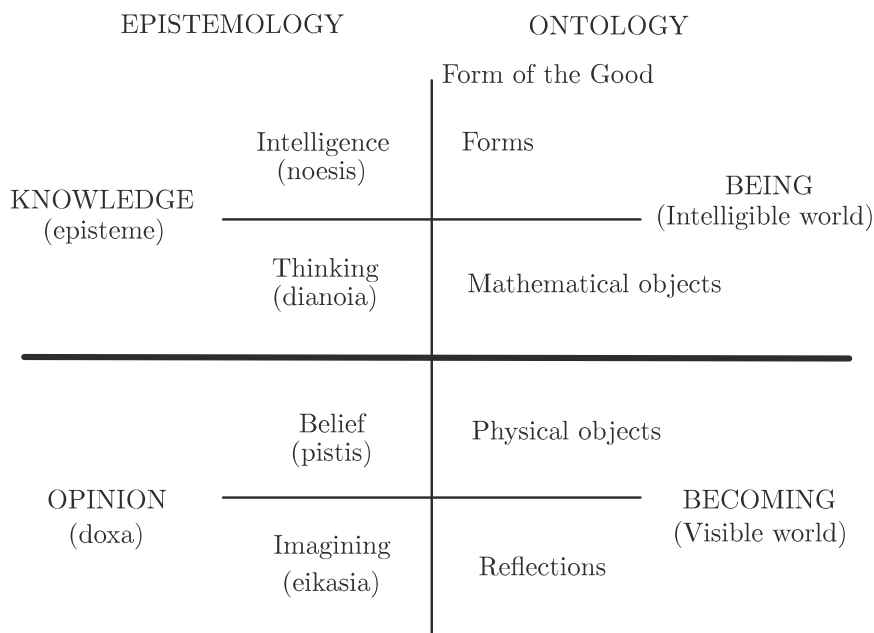 EPISTEMOLOGY
ONTOLOGY
Form of the Good
Intelligence
(noesis)
Forms
KNOWLEDGE
(episteme)
BEING
(Intelligible world)
Thinking
(dianoia)
Mathematical objects
Belief
(pistis)
Physical objects
OPINION
(doxa)
BECOMING
(Visible world)
Imagining
(eikasia)
Reflections